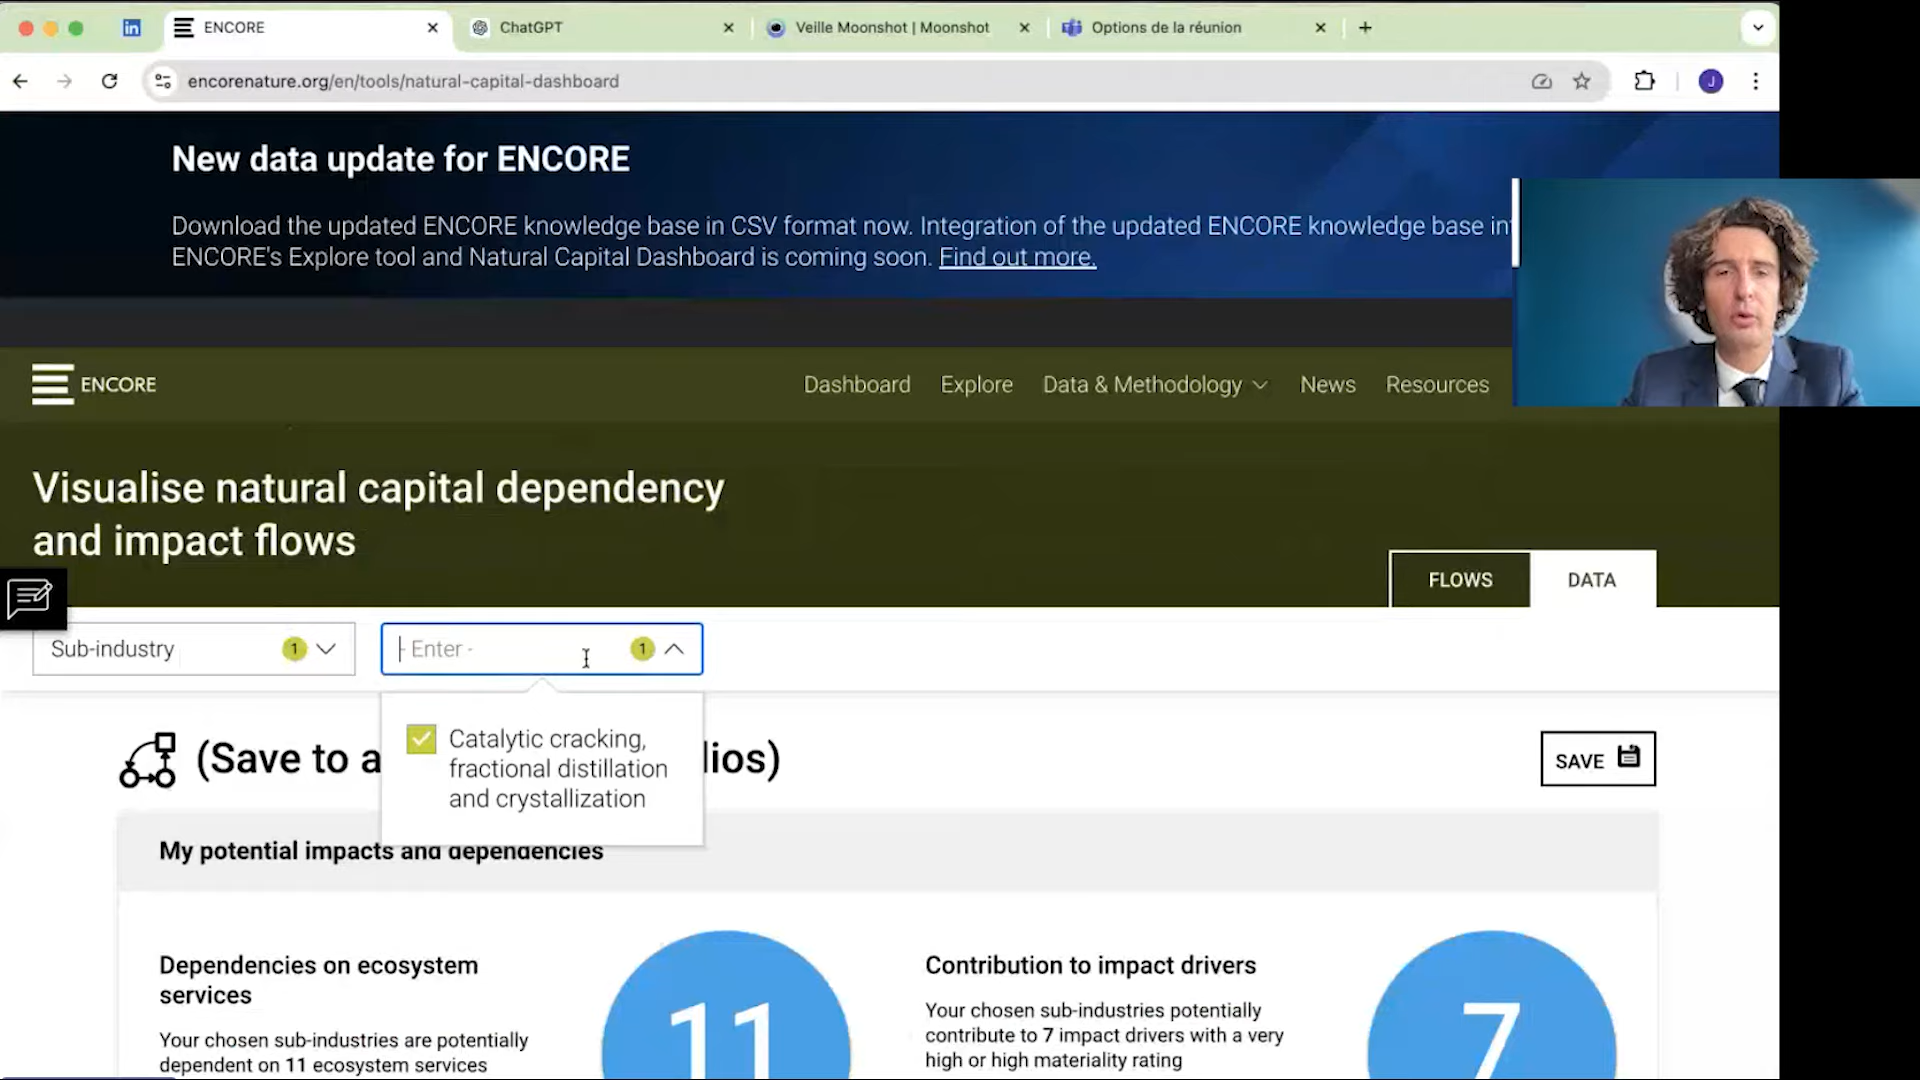 ENCORE
ChatGPT
Veille Moonshot | Moonshot
Options de la réunion
encorenature.org/en/tools/natural-capital-dashboard
J
New data update for ENCORE
Download the updated ENCORE knowledge base in CSV format now. Integration of the updated ENCORE knowledge base in
ENCORE's Explore tool and Natural Capital Dashboard is coming soon. Find out more.
ENCORE
Dashboard
Explore
Data & Methodology
News
Resources
Visualise natural capital dependency
and impact flows
FLOWS
DATA
Sub-industry
1
- Enter -
1
Catalytic cracking,
fractional distillation
and crystallization
(Save to a
lios)
SAVE
My potential impacts and dependencies
Dependencies on ecosystem
services
Your chosen sub-industries are potentially
dependent on 11 ecosystem services
11
Contribution to impact drivers
Your chosen sub-industries potentially
contribute to 7 impact drivers with a very
high or high materiality rating
7